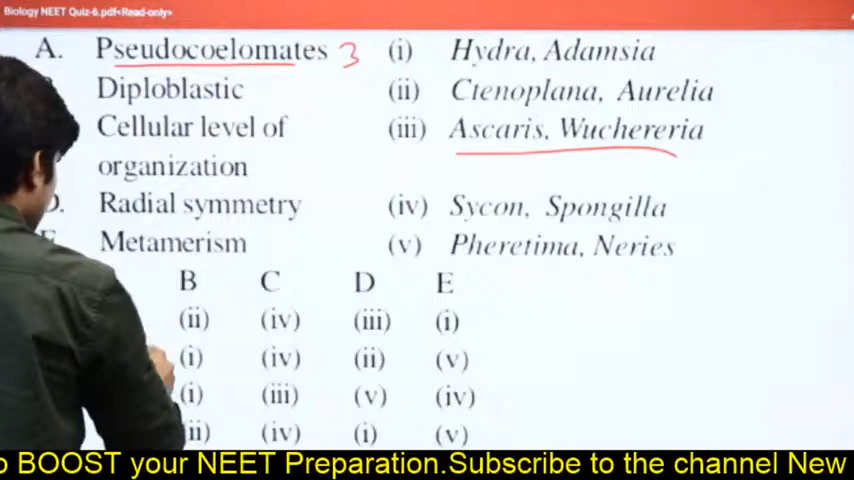 Biology NEET Quiz-6.pdf<Read-only>
A. Pseudocoelomates 3 (i) Hydra, Adamsia
Diploblastic (ii) Ctenoplana, Aurelia
Cellular level of (iii) Ascaris, Wuchereria
organization
D. Radial symmetry (iv) Sycon, Spongilla
E Metamerism (v) Pheretima, Neries
B C D E
(ii) (iv) (iii) (i)
(i) (iv) (ii) (v)
(i) (iii) (v) (iv)
(iv) (i) (v)
o BOOST your NEET Preparation.Subscribe to the channel New